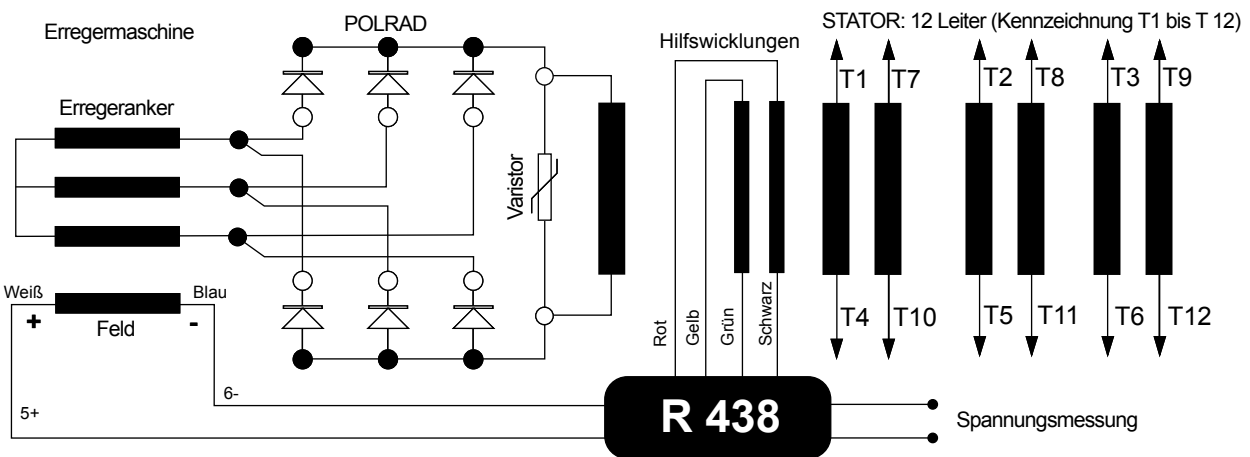 Erregermaschine
POLRAD
Hilfswicklungen
STATOR: 12 Leiter (Kennzeichnung T1 bis T 12)
T1
T7
T2
T8
T3
T9
Erregeranker
Varistor
Weiß
Blau
+
-
Feld
Rot
Gelb
Grün
Schwarz
T4
T10
T5
T11
T6
T12
5+
6-
R 438
Spannungsmessung